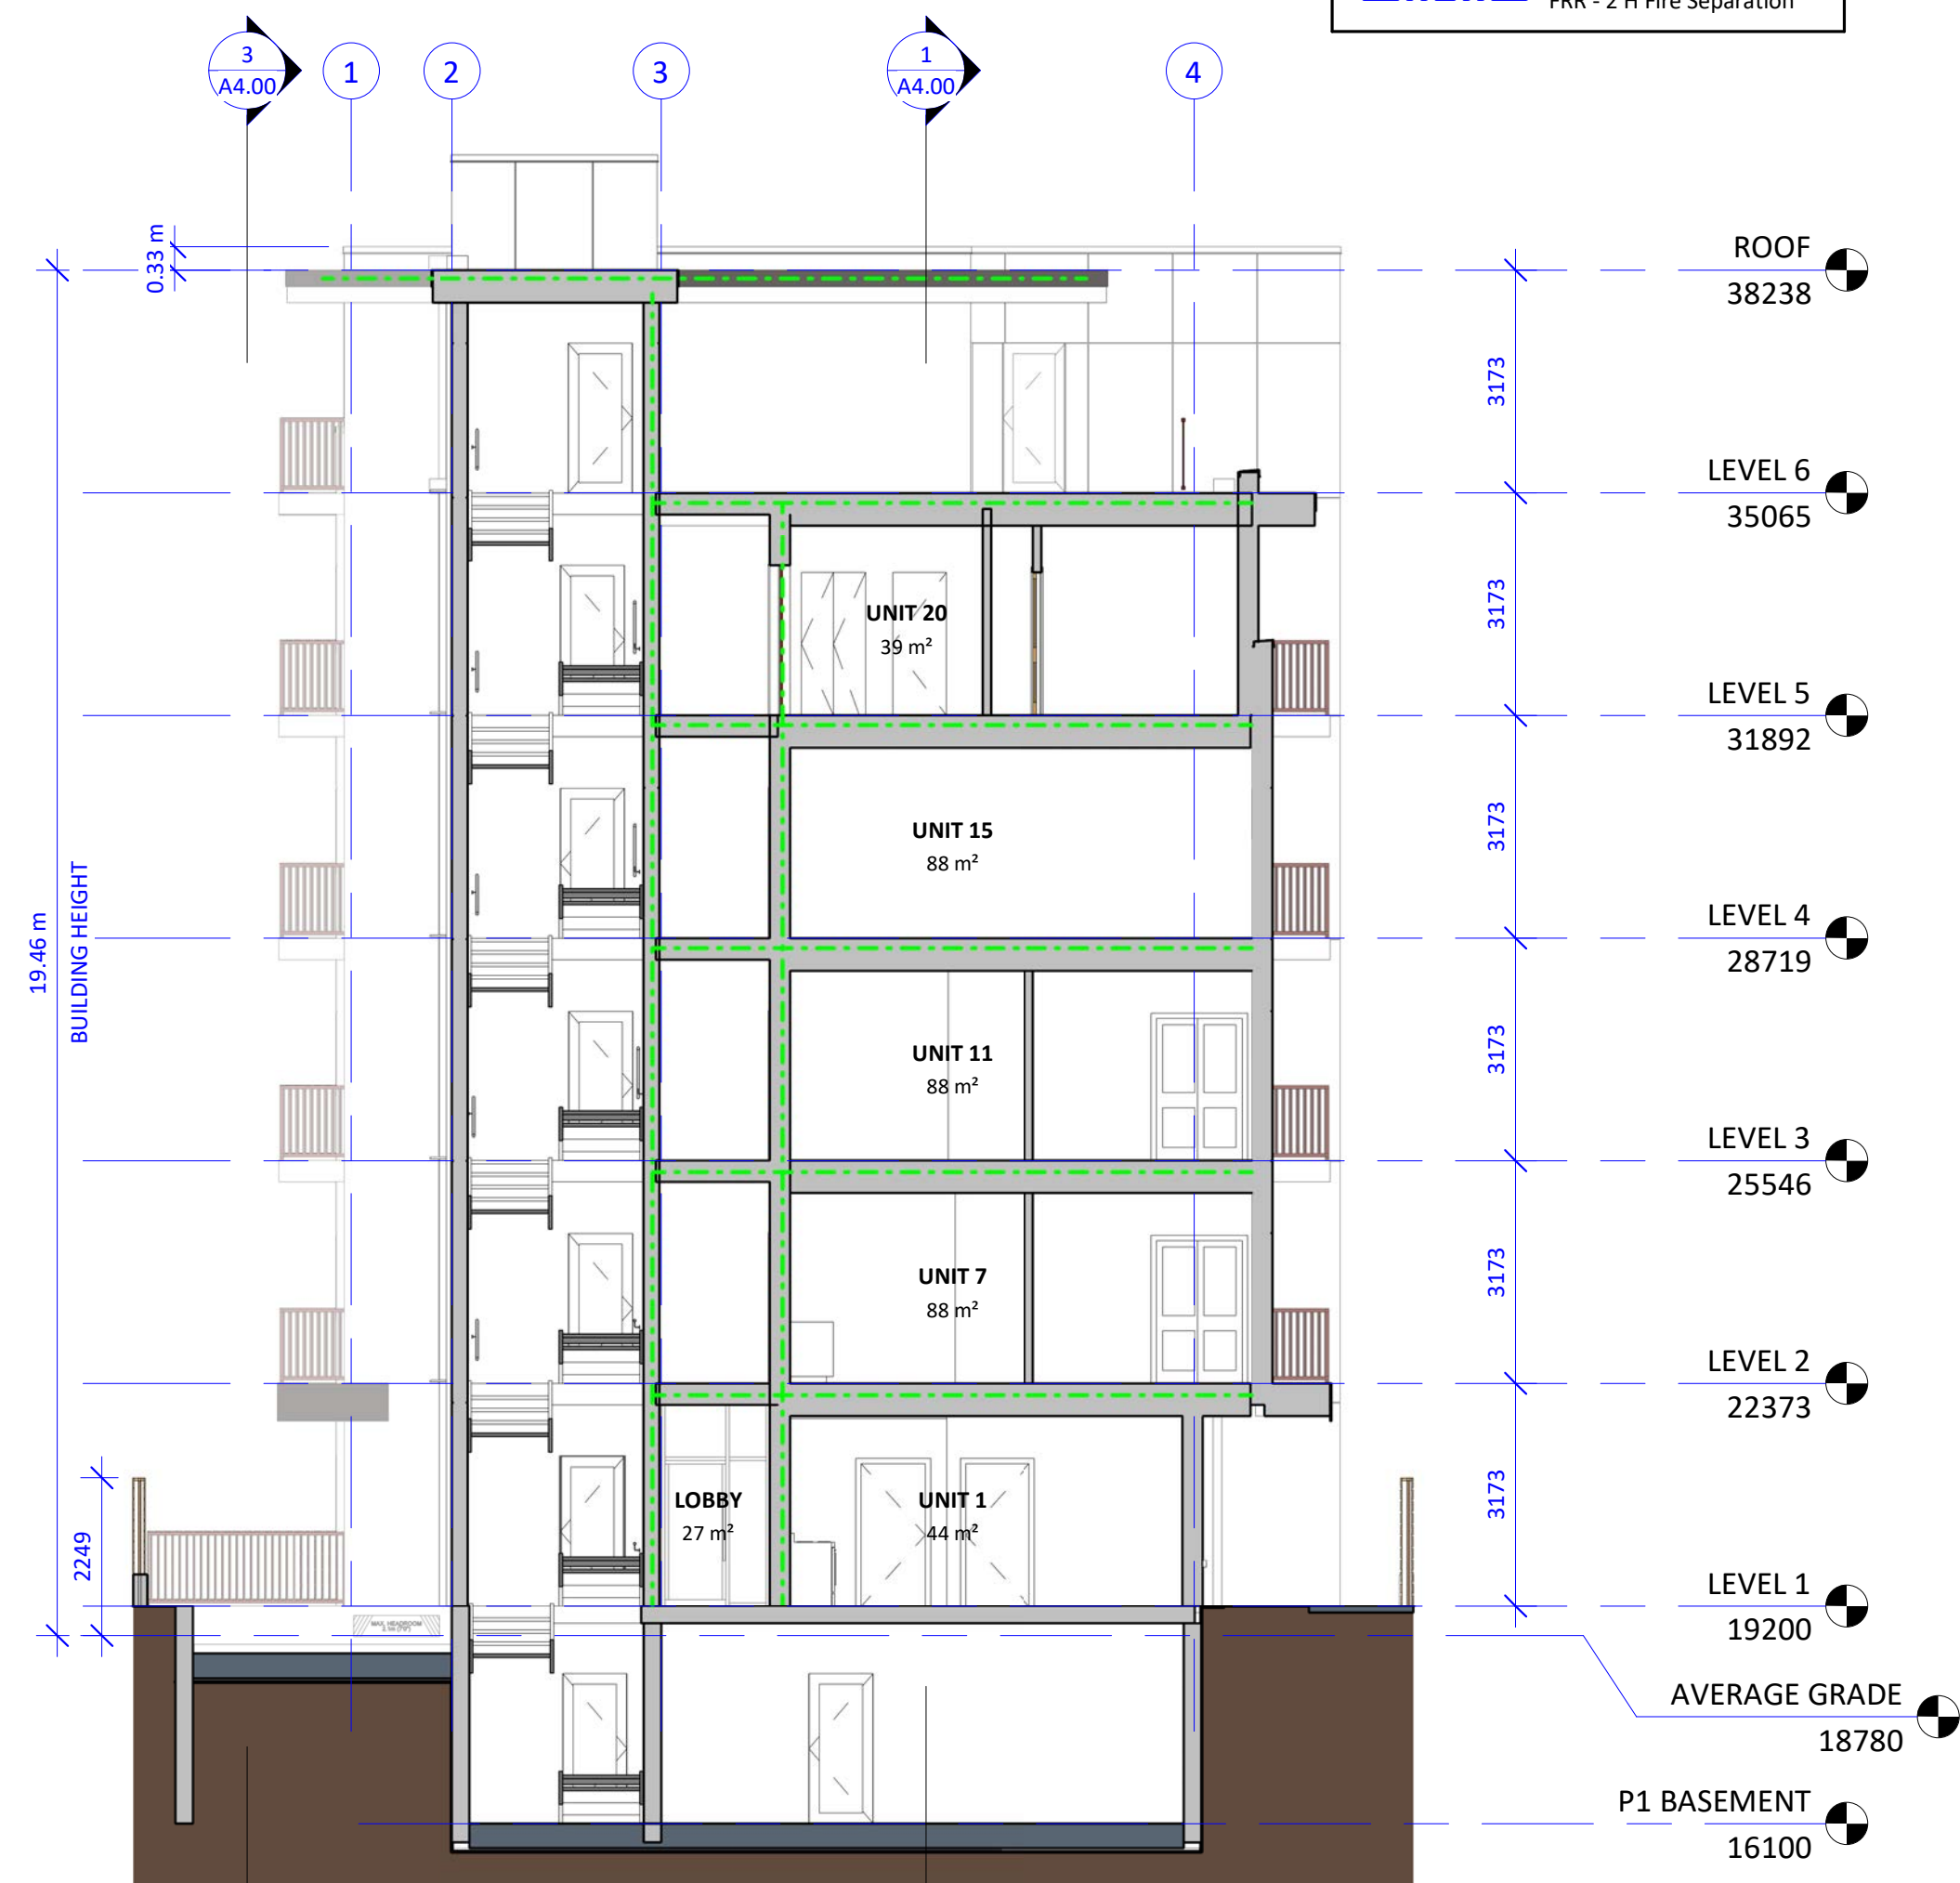 FRR - 2 H Fire Separation
3
A4.00
1
2
3
1
A4.00
4
0.33 m
ROOF
38238
3173
LEVEL 6
35065
3173
UNIT 20
39 m²
LEVEL 5
31892
3173
UNIT 15
88 m²
19.46 m
BUILDING HEIGHT
LEVEL 4
28719
3173
UNIT 11
88 m²
LEVEL 3
25546
3173
UNIT 7
88 m²
LEVEL 2
22373
3173
LOBBY
27 m²
UNIT 1
44 m²
2249
LEVEL 1
19200
MAX. HEADROOM
AVERAGE GRADE
18780
P1 BASEMENT
16100